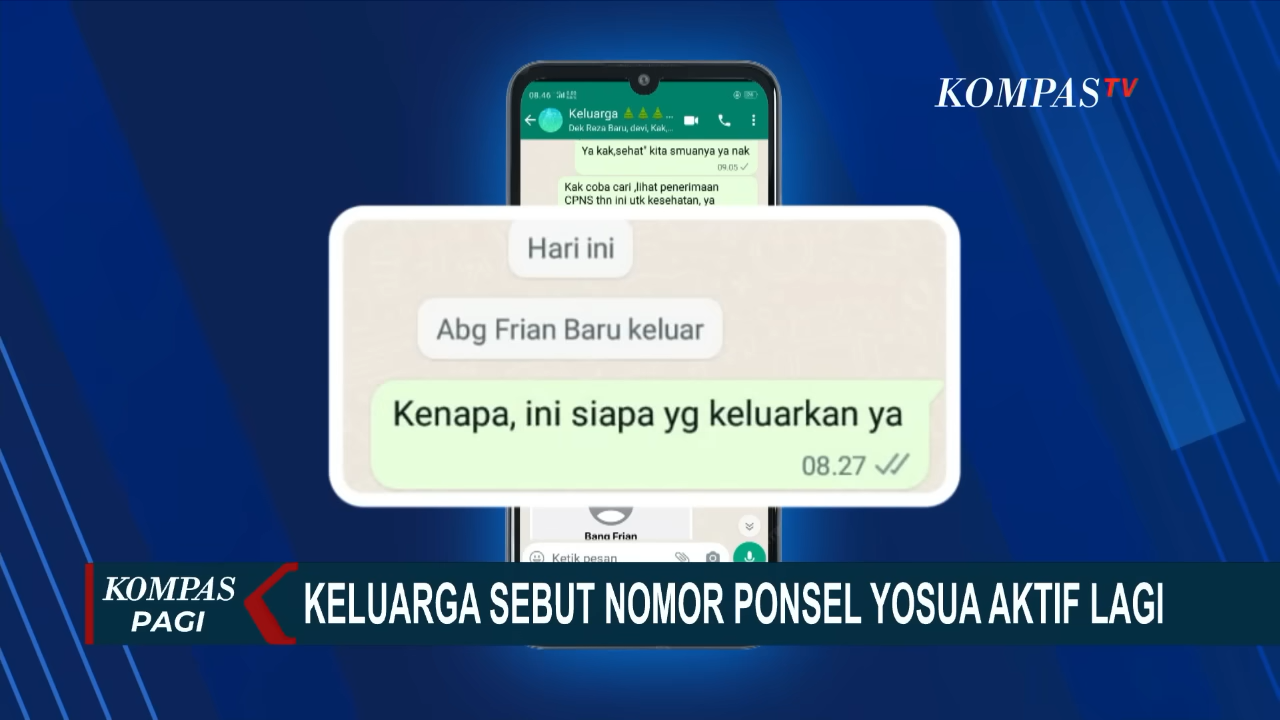 KOMPASTV
08.46
Keluarga
Dek Reza Baru, devi, Kak,...
Ya kak,sehat" kita smuanya ya nak
09.05
Kak coba cari ,lihat penerimaan
CPNS thn ini utk kesehatan, ya
Hari ini
Abg Frian Baru keluar
Kenapa, ini siapa yg keluarkan ya
08.27
Bang Frian
Ketik pesan
KOMPAS
PAGI
KELUARGA SEBUT NOMOR PONSEL YOSUA AKTIF LAGI